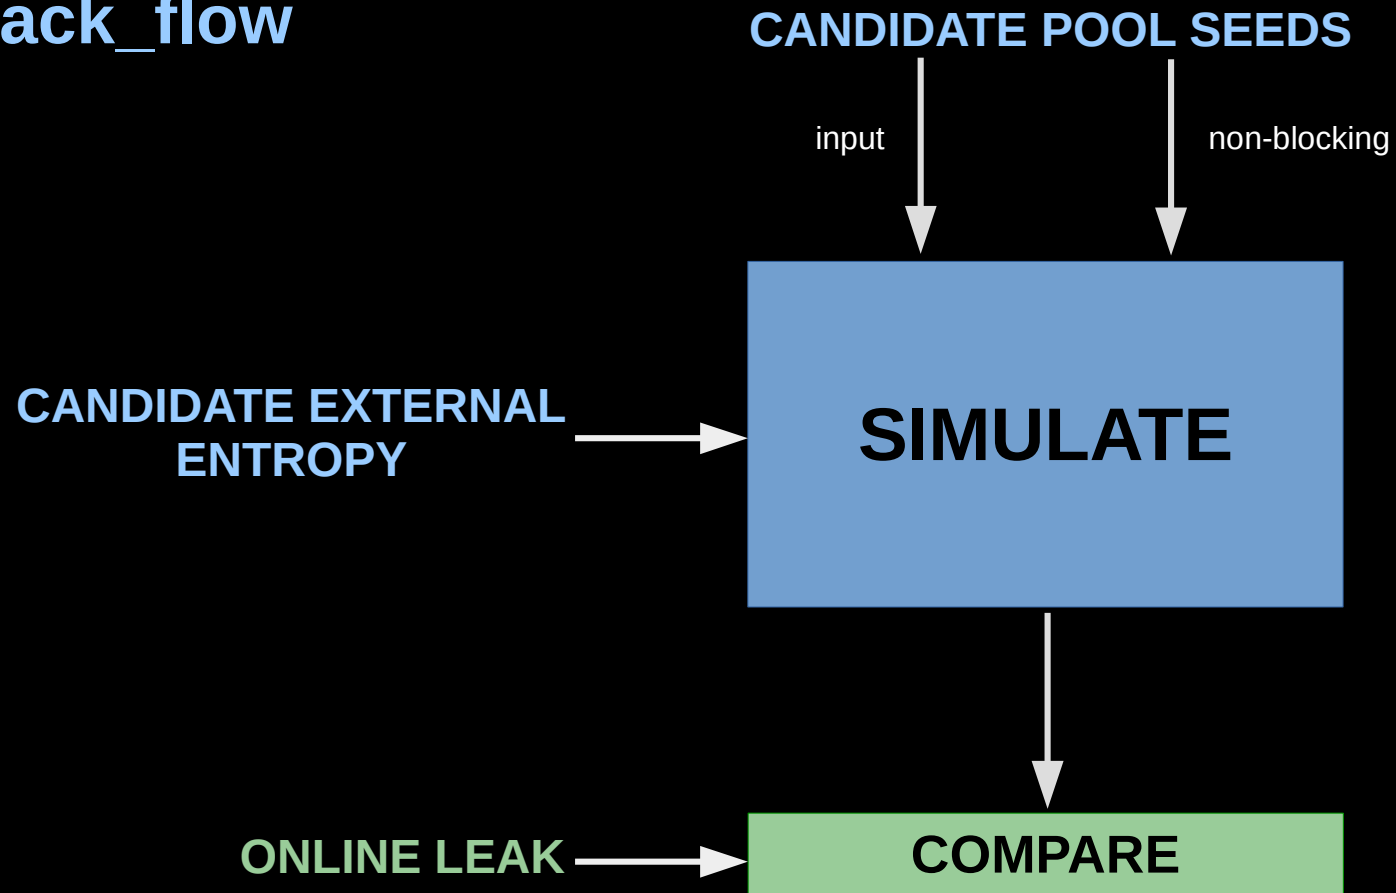 ack_flow
CANDIDATE POOL SEEDS
input
non-blocking
CANDIDATE EXTERNAL
ENTROPY
SIMULATE
ONLINE LEAK
COMPARE